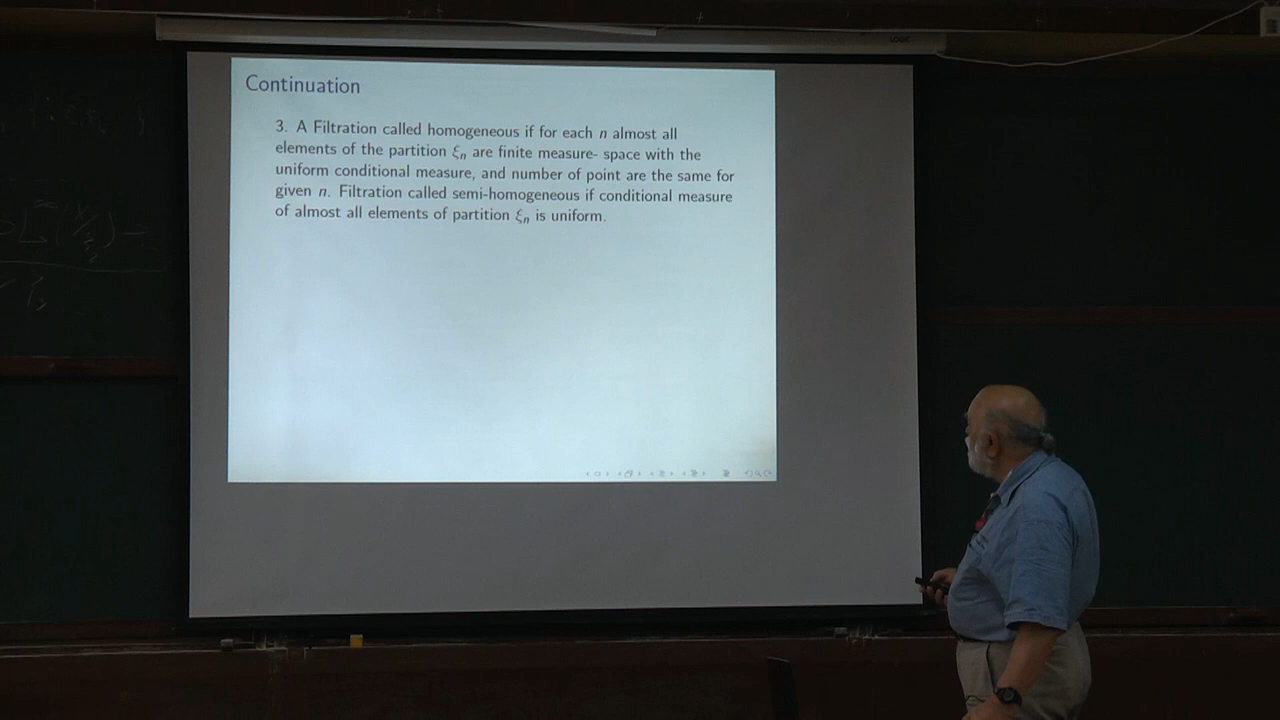 Continuation
3. A Filtration called homogeneous if for each n almost all
elements of the partition ξₙ are finite measure- space with the
uniform conditional measure, and number of point are the same for
given n. Filtration called semi-homogeneous if conditional measure
of almost all elements of partition ξₙ is uniform.